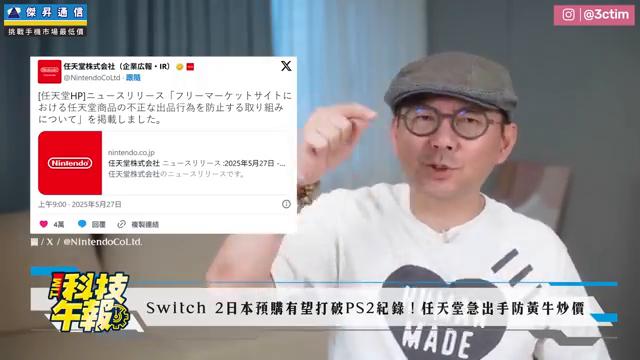 傑昇通信
挑戰手機市場最低價
@3ctim
任天堂株式会社（企業広報・IR）
@NintendoCoLtd · 跟隨
[任天堂HP]ニュースリリース「フリーマーケットサイトに
おける任天堂商品の不正な出品行為を防止する取り組み
について」を掲載しました。
Nintendo
nintendo.co.jp
任天堂株式会社 ニュースリリース :2025年5月27日 -...
任天堂株式会社のニュースリリースです。
上午9:00 · 2025年5月27日
4萬 回覆 複製連結
圖 / X / @NintendoCoLtd.
科技
午報
Switch 2日本預購有望打破PS2紀錄！任天堂急出手防黃牛炒價
HUMAN
MADE